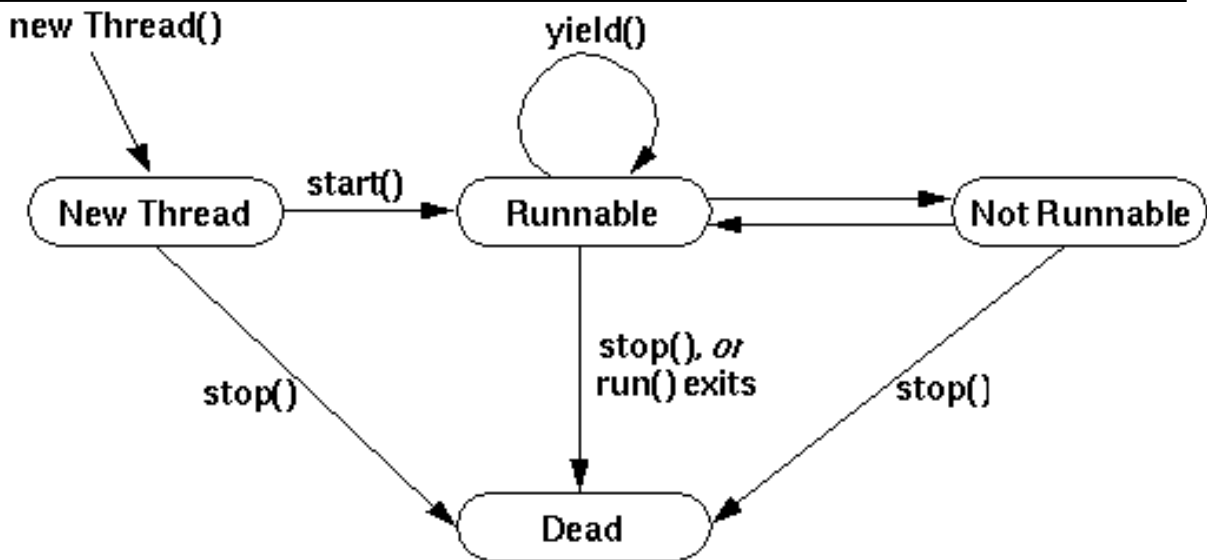 new Thread()
yield()
New Thread
start()
Runnable
Not Runnable
stop()
stop(), or
run() exits
stop()
Dead